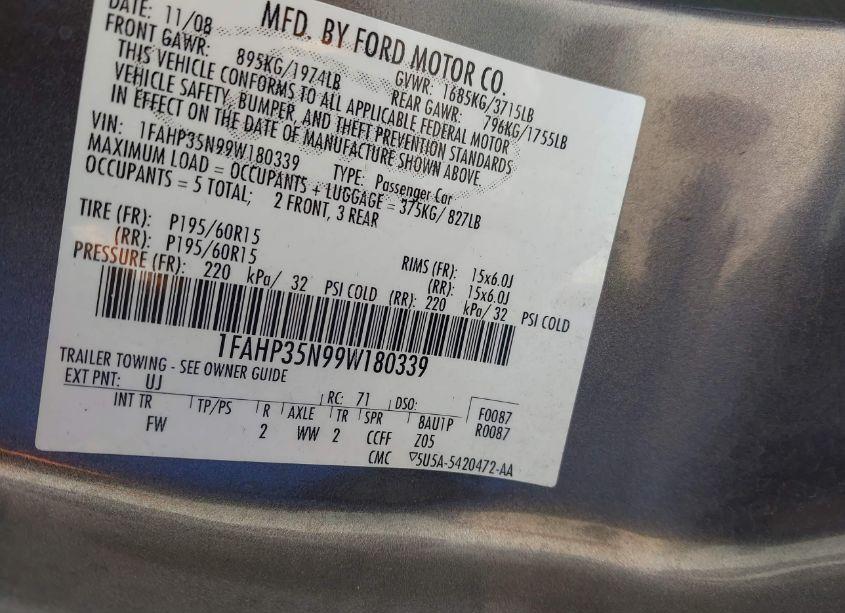 DATE: 11/08
MFD. BY FORD MOTOR CO.
FRONT GAWR: 895KG/1974LB
GVWR: 1685KG/3715LB
REAR GAWR: 796KG/1755LB
THIS VEHICLE CONFORMS TO ALL APPLICABLE FEDERAL MOTOR
VEHICLE SAFETY, BUMPER, AND THEFT PREVENTION STANDARDS
IN EFFECT ON THE DATE OF MANUFACTURE SHOWN ABOVE
VIN: 1FAHP35N99W180339
TYPE: Passenger Car
MAXIMUM LOAD = OCCUPANTS + LUGGAGE = 375KG/ 827LB
OCCUPANTS = 5 TOTAL; 2 FRONT, 3 REAR
TIRE (FR): P195/60R15 RIMS (FR): 15x6.0J
(RR): P195/60R15 (RR): 15x6.0J
PRESSURE (FR): 220 kPa/ 32 PSI COLD (RR): 220 kPa/ 32 PSI COLD
1FAHP35N99W180339
TRAILER TOWING - SEE OWNER GUIDE
EXT PNT: UJ RC: 71 DSO: F0087
INT TR TP/PS R AXLE TR SPR BAU1P R0087
FW 2 WW 2 CCFF Z05
CMC ▽5U5A-5420472-AA